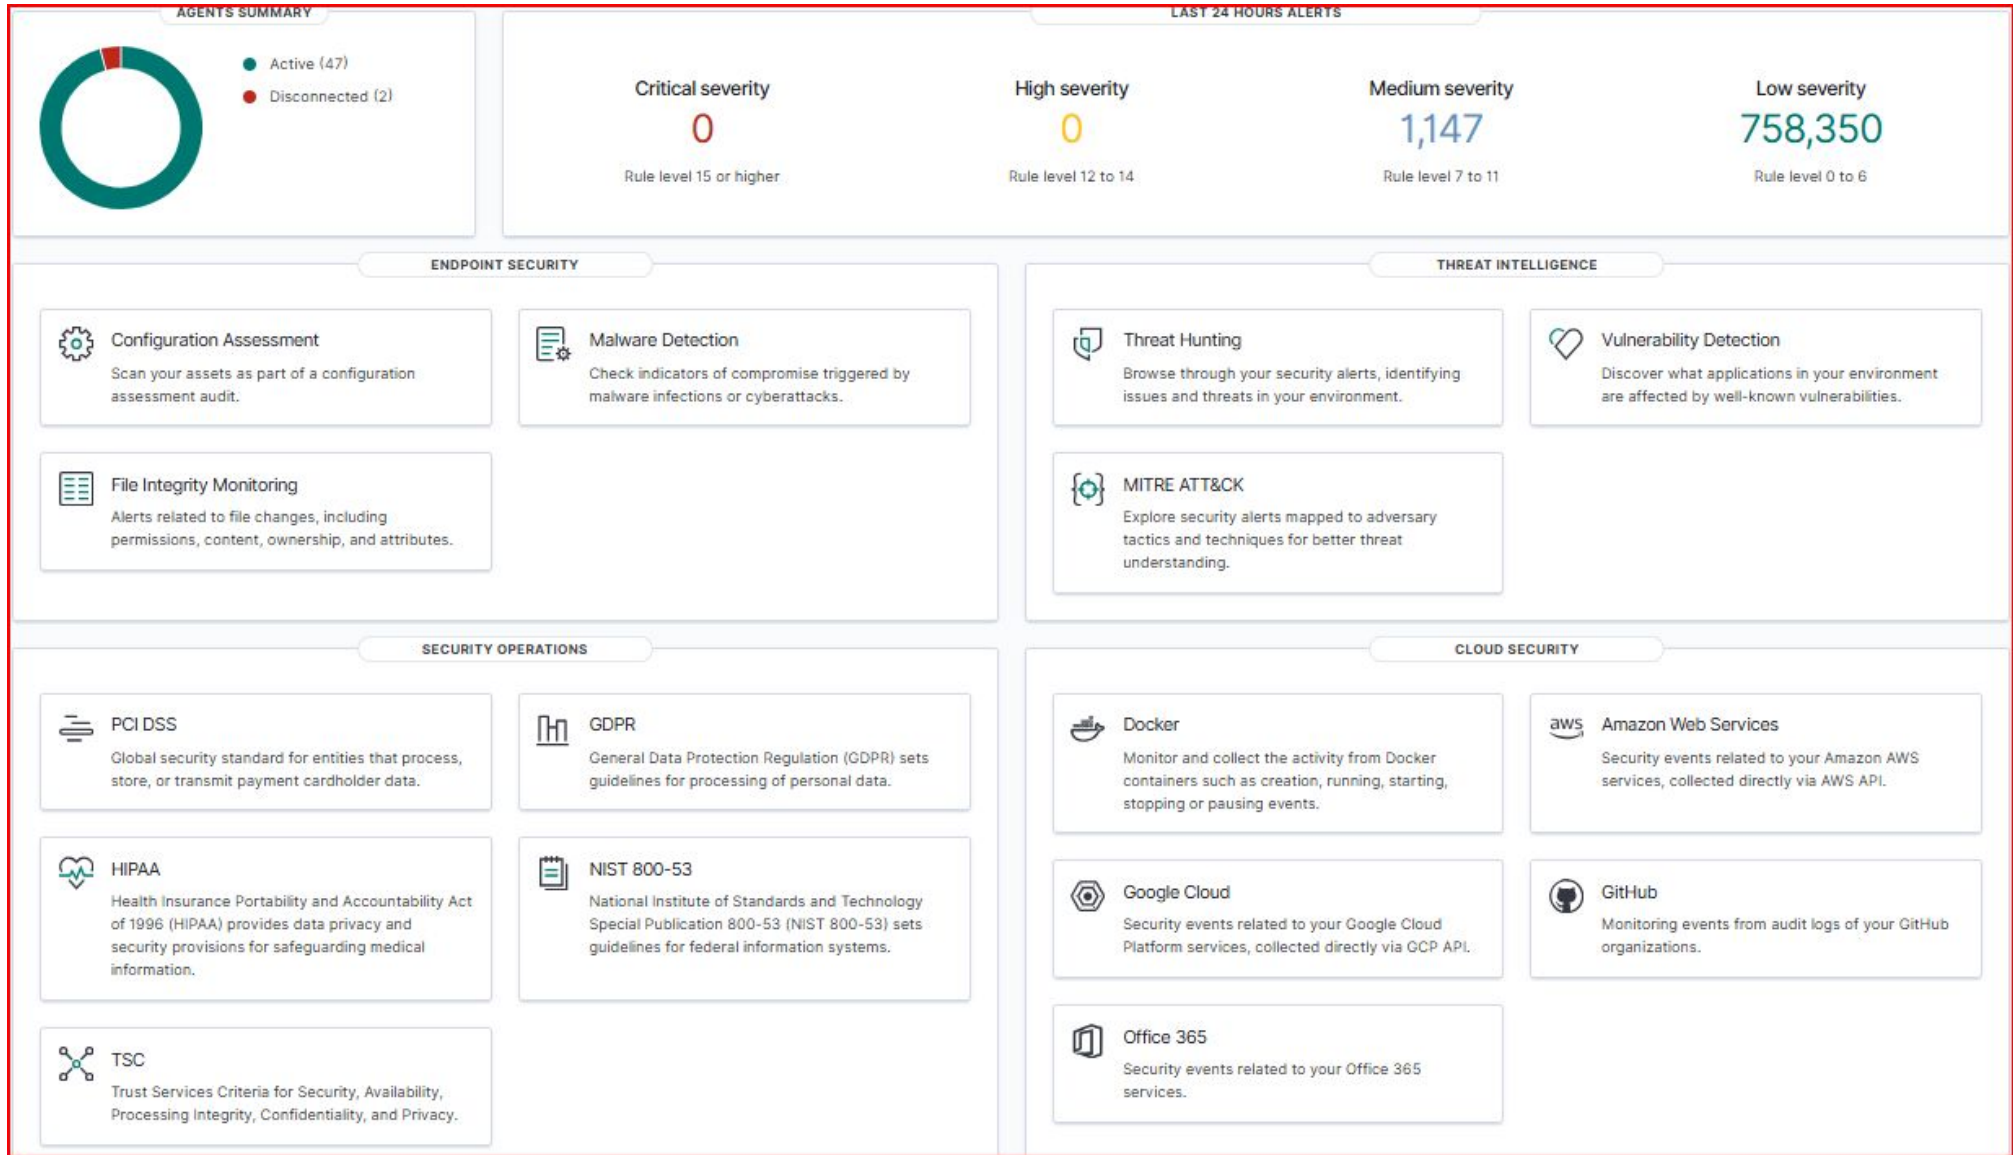 AGENTS SUMMARY
Active (47)
Disconnected (2)
LAST 24 HOURS ALERTS
Critical severity
0
Rule level 15 or higher
High severity
0
Rule level 12 to 14
Medium severity
1,147
Rule level 7 to 11
Low severity
758,350
Rule level 0 to 6
ENDPOINT SECURITY
Configuration Assessment
Scan your assets as part of a configuration
assessment audit.
Malware Detection
Check indicators of compromise triggered by
malware infections or cyberattacks.
File Integrity Monitoring
Alerts related to file changes, including
permissions, content, ownership, and attributes.
THREAT INTELLIGENCE
Threat Hunting
Browse through your security alerts, identifying
issues and threats in your environment.
Vulnerability Detection
Discover what applications in your environment
are affected by well-known vulnerabilities.
MITRE ATT&CK
Explore security alerts mapped to adversary
tactics and techniques for better threat
understanding.
SECURITY OPERATIONS
PCI DSS
Global security standard for entities that process,
store, or transmit payment cardholder data.
GDPR
General Data Protection Regulation (GDPR) sets
guidelines for processing of personal data.
HIPAA
Health Insurance Portability and Accountability Act
of 1996 (HIPAA) provides data privacy and
security provisions for safeguarding medical
information.
NIST 800-53
National Institute of Standards and Technology
Special Publication 800-53 (NIST 800-53) sets
guidelines for federal information systems.
TSC
Trust Services Criteria for Security, Availability,
Processing Integrity, Confidentiality, and Privacy.
CLOUD SECURITY
Docker
Monitor and collect the activity from Docker
containers such as creation, running, starting,
stopping or pausing events.
aws
Amazon Web Services
Security events related to your Amazon AWS
services, collected directly via AWS API.
Google Cloud
Security events related to your Google Cloud
Platform services, collected directly via GCP API.
GitHub
Monitoring events from audit logs of your GitHub
organizations.
Office 365
Security events related to your Office 365
services.